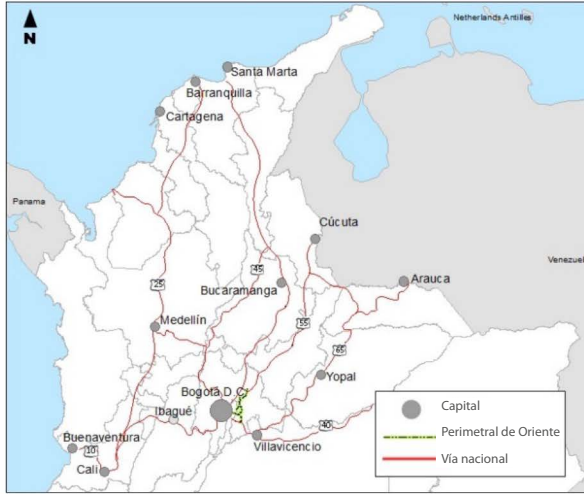 N
Netherlands Antilles
Santa Marta
Barranquilla
Cartagena
Panama
Cúcuta
45
Venezuel
25
Bucaramanga
Arauca
55
Medellín
65
Yopal
Bogotá D.C.
Ibagué
40
Buenaventura
10
Villavicencio
Cali
Capital
Perimetral de Oriente
Vía nacional